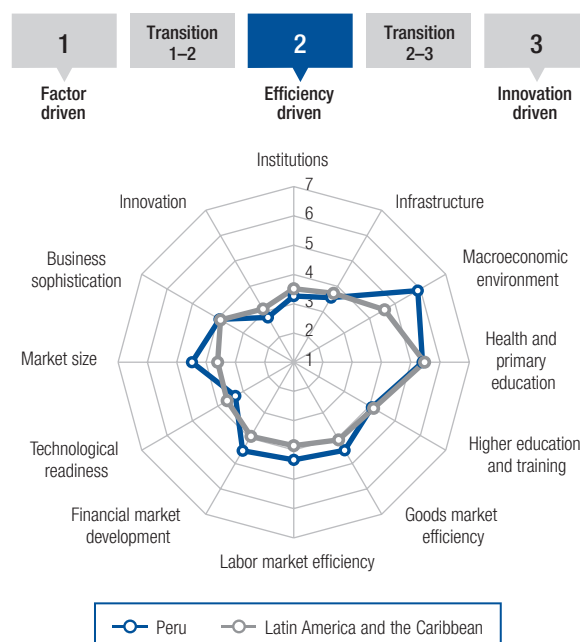 1
Transition
1–2
2
Transition
2–3
3
Factor
driven
Efficiency
driven
Innovation
driven
Institutions
Infrastructure
Macroeconomic
environment
Health and
primary
education
Higher education
and training
Goods market
efficiency
Labor market efficiency
Financial market
development
Technological
readiness
Market size
Business
sophistication
Innovation
7
6
5
4
3
2
1
Peru
Latin America and the Caribbean